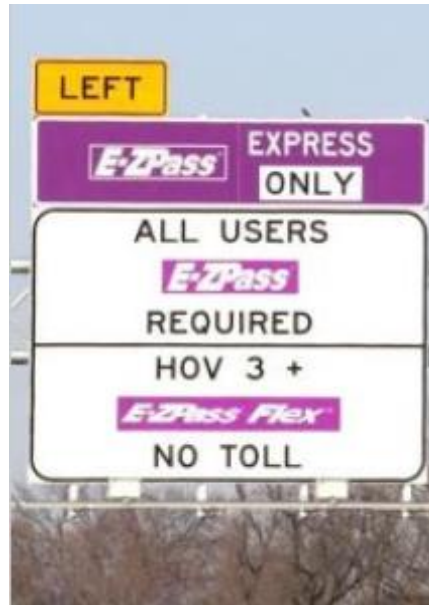 LEFT
E-ZPass EXPRESS
ONLY
ALL USERS
E-ZPass
REQUIRED
HOV 3 +
E-ZPass Flex
NO TOLL